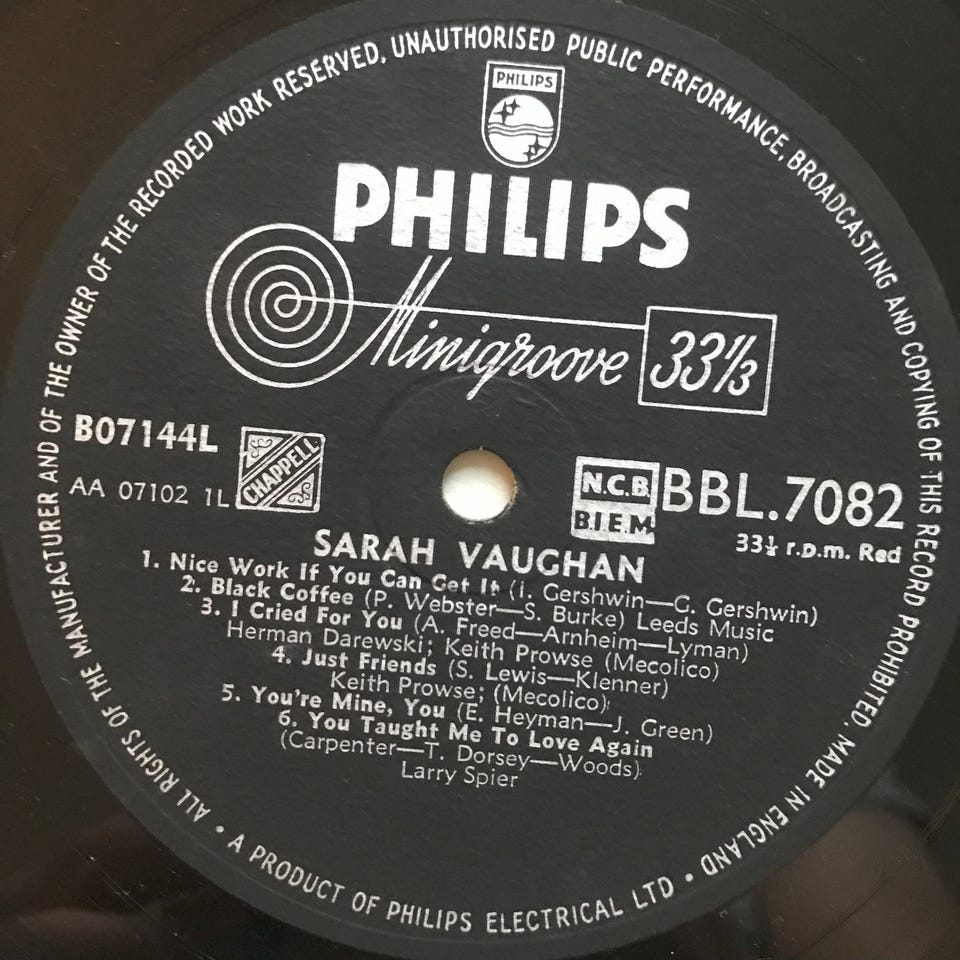 ALL RIGHTS OF THE MANUFACTURER AND OF THE OWNER OF THE RECORDED WORK RESERVED, UNAUTHORISED PUBLIC PERFORMANCE, BROADCASTING AND COPYING OF THIS RECORD PROHIBITED. MADE IN ENGLAND
PHILIPS
PHILIPS
Minigroove 33⅓
B07144L
AA 07102 1L
CHAPPELL
N.C.B.
B.I.E.M.
BBL.7082
33⅓ r.p.m. Red
SARAH VAUGHAN
1. Nice Work If You Can Get It (I. Gershwin—G. Gershwin)
2. Black Coffee (P. Webster—S. Burke) Leeds Music
3. I Cried For You (A. Freed—Arnheim—Lyman)
Herman Darewski; Keith Prowse (Mecolico)
4. Just Friends (S. Lewis—Klenner)
Keith Prowse; (Mecolico);
5. You're Mine, You (E. Heyman—J. Green)
6. You Taught Me To Love Again
(Carpenter—T. Dorsey—Woods);
Larry Spier
• A PRODUCT OF PHILIPS ELECTRICAL LTD •